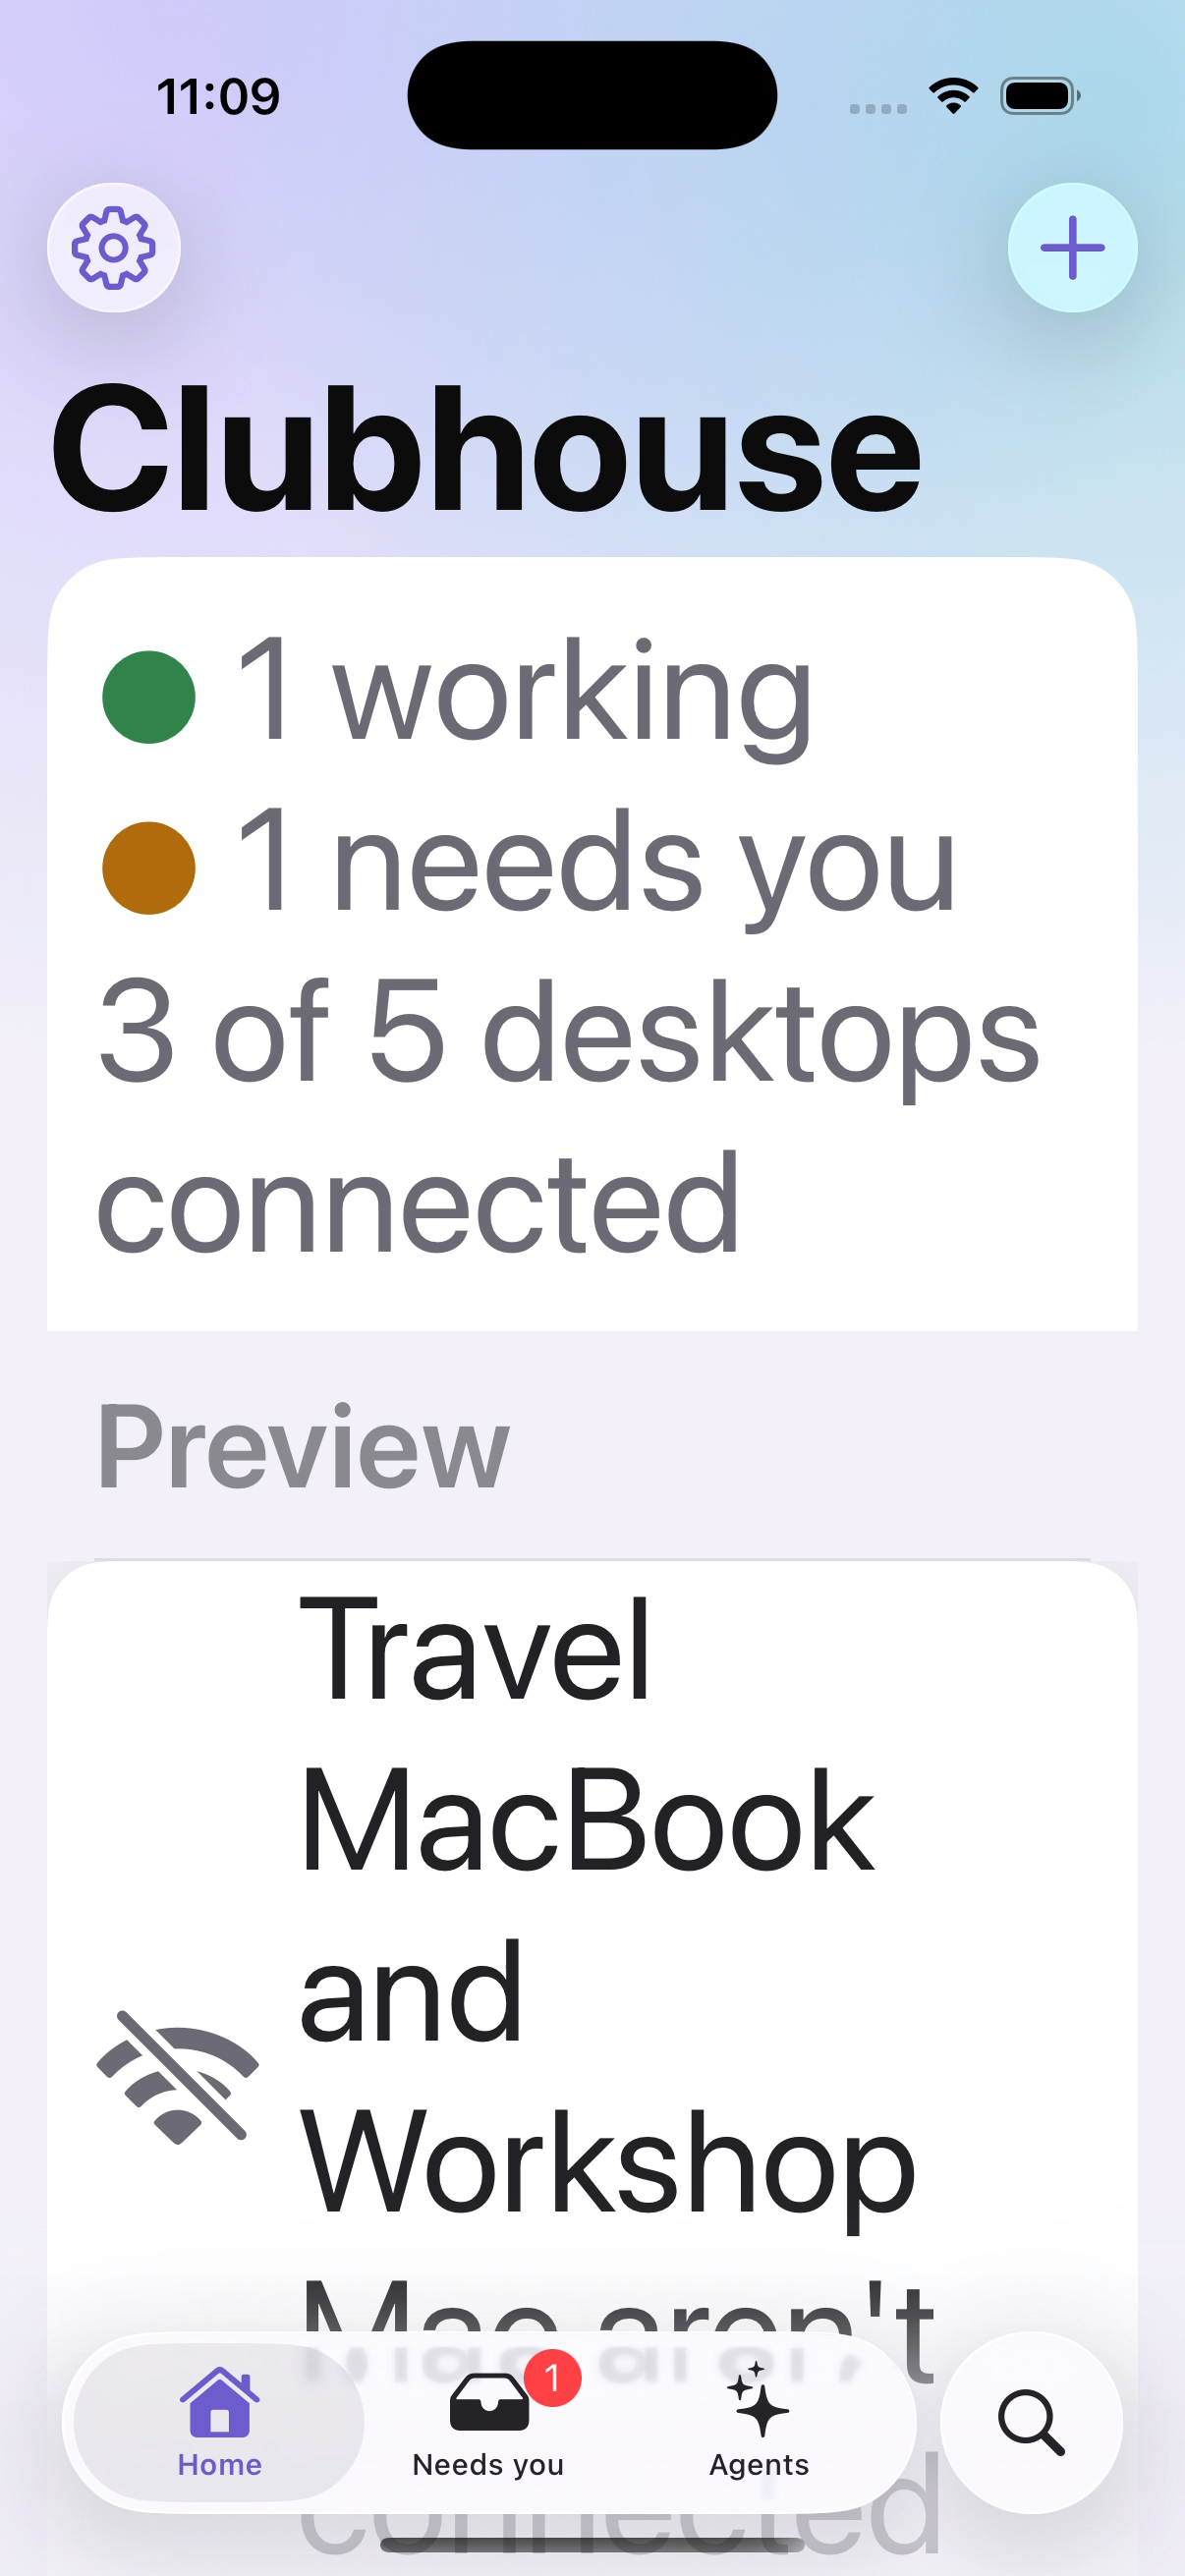 11:09
Clubhouse
1 working
1 needs you
3 of 5 desktops
connected
Preview
Travel
MacBook
and
Workshop
Mac aren't
connected
1
Home
Needs you
Agents